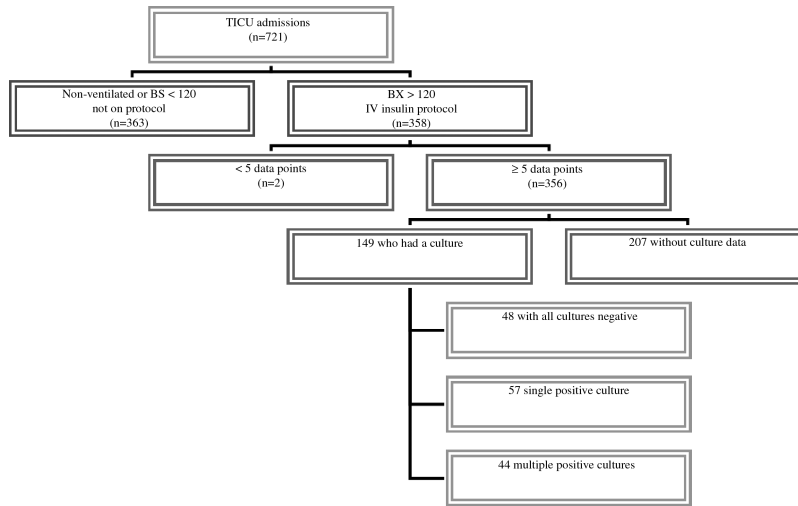 TICU admissions
(n=721)
Non-ventilated or BS < 120
not on protocol
(n=363)
BX > 120
IV insulin protocol
(n=358)
< 5 data points
(n=2)
≥ 5 data points
(n=356)
149 who had a culture
207 without culture data
48 with all cultures negative
57 single positive culture
44 multiple positive cultures